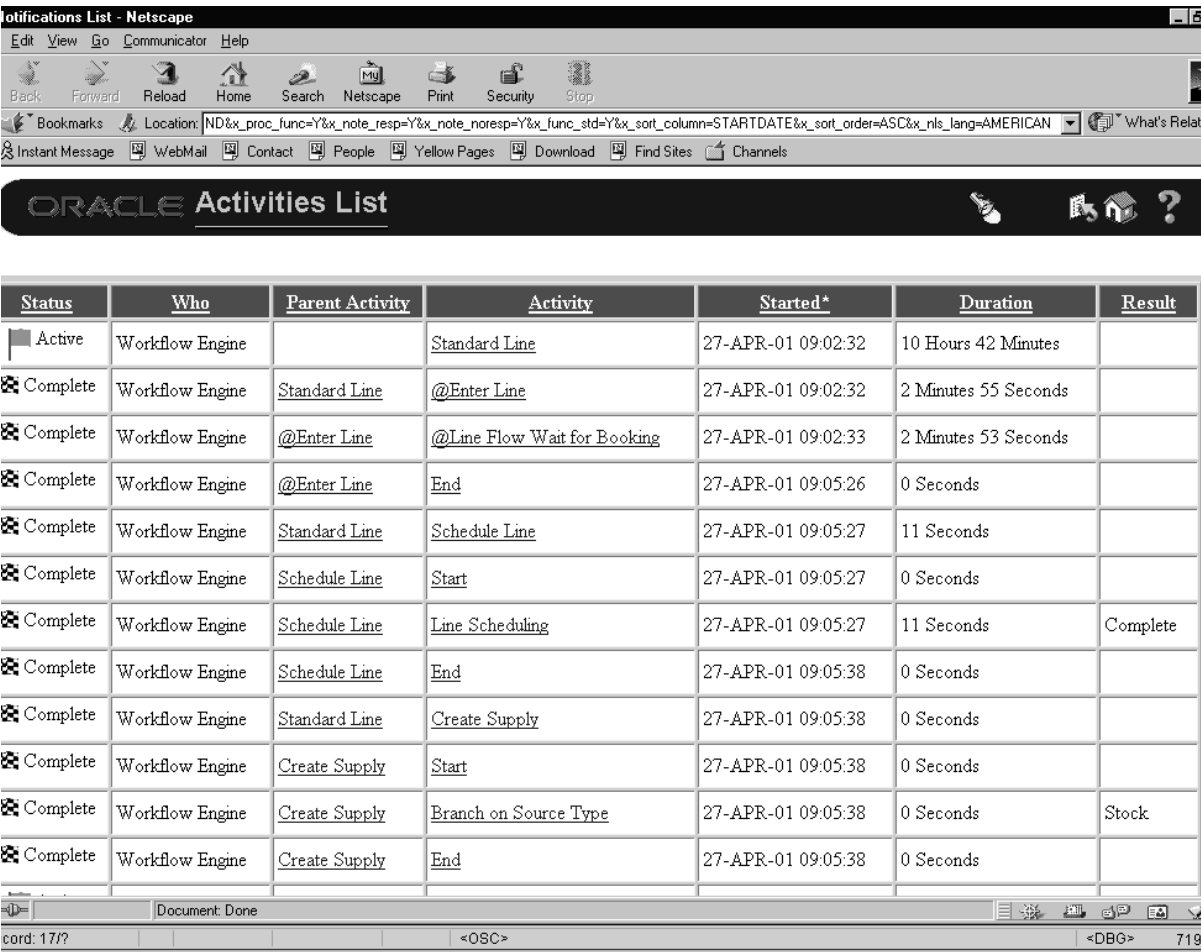 lotifications List - Netscape
Edit View Go Communicator Help
Back Forward Reload Home Search Netscape Print Security Stop
Bookmarks Location: ND&x_proc_func=Y&x_note_resp=Y&x_note_noresp=Y&x_func_std=Y&x_sort_column=STARTDATE&x_sort_order=ASC&x_nls_lang=AMERICAN What's Relat
Instant Message WebMail Contact People Yellow Pages Download Find Sites Channels
ORACLE Activities List
Status Who Parent Activity Activity Started* Duration Result
Active Workflow Engine Standard Line 27-APR-01 09:02:32 10 Hours 42 Minutes
Complete Workflow Engine Standard Line @Enter Line 27-APR-01 09:02:32 2 Minutes 55 Seconds
Complete Workflow Engine @Enter Line @Line Flow Wait for Booking 27-APR-01 09:02:33 2 Minutes 53 Seconds
Complete Workflow Engine @Enter Line End 27-APR-01 09:05:26 0 Seconds
Complete Workflow Engine Standard Line Schedule Line 27-APR-01 09:05:27 11 Seconds
Complete Workflow Engine Schedule Line Start 27-APR-01 09:05:27 0 Seconds
Complete Workflow Engine Schedule Line Line Scheduling 27-APR-01 09:05:27 11 Seconds Complete
Complete Workflow Engine Schedule Line End 27-APR-01 09:05:38 0 Seconds
Complete Workflow Engine Standard Line Create Supply 27-APR-01 09:05:38 0 Seconds
Complete Workflow Engine Create Supply Start 27-APR-01 09:05:38 0 Seconds
Complete Workflow Engine Create Supply Branch on Source Type 27-APR-01 09:05:38 0 Seconds Stock
Complete Workflow Engine Create Supply End 27-APR-01 09:05:38 0 Seconds
Document: Done
cord: 17/? <OSC> <DBG> 719